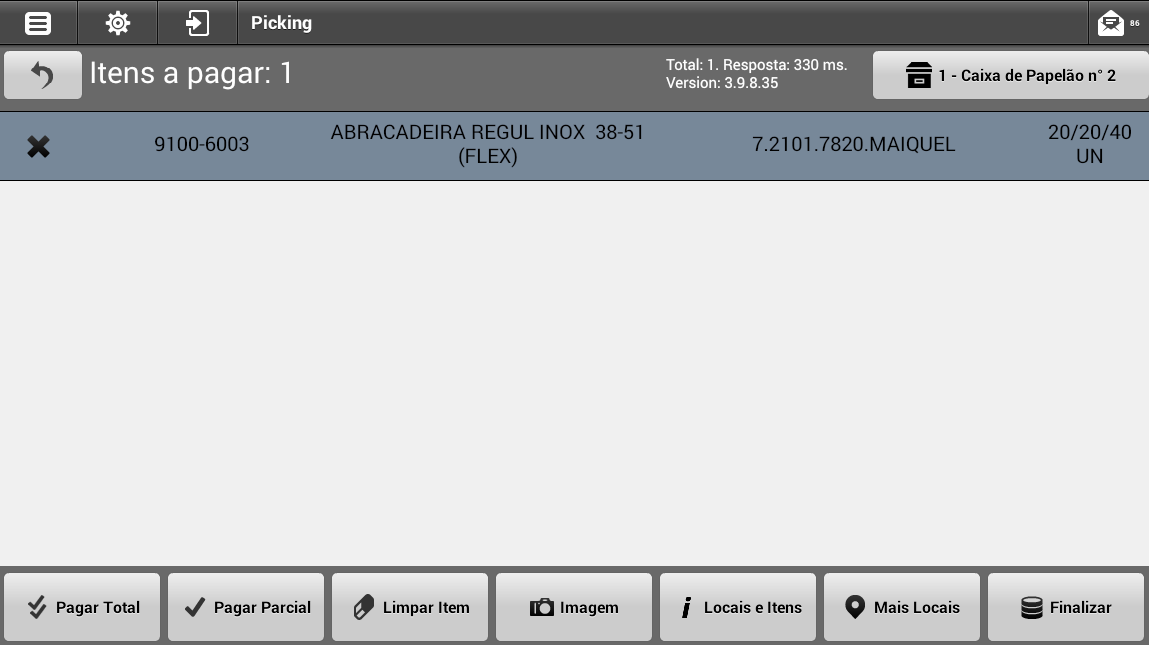 Picking
86
Itens a pagar: 1
Total: 1. Resposta: 330 ms.
Version: 3.9.8.35
1 - Caixa de Papelão n° 2
9100-6003
ABRACADEIRA REGUL INOX  38-51
(FLEX)
7.2101.7820.MAIQUEL
20/20/40
UN
Pagar Total
Pagar Parcial
Limpar Item
Imagem
Locais e Itens
Mais Locais
Finalizar